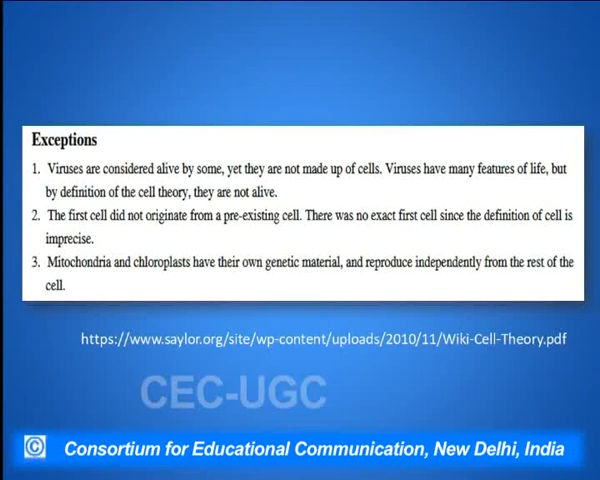 Exceptions
1. Viruses are considered alive by some, yet they are not made up of cells. Viruses have many features of life, but
by definition of the cell theory, they are not alive.
2. The first cell did not originate from a pre-existing cell. There was no exact first cell since the definition of cell is
imprecise.
3. Mitochondria and chloroplasts have their own genetic material, and reproduce independently from the rest of the
cell.
https://www.saylor.org/site/wp-content/uploads/2010/11/Wiki-Cell-Theory.pdf
CEC-UGC
© Consortium for Educational Communication, New Delhi, India